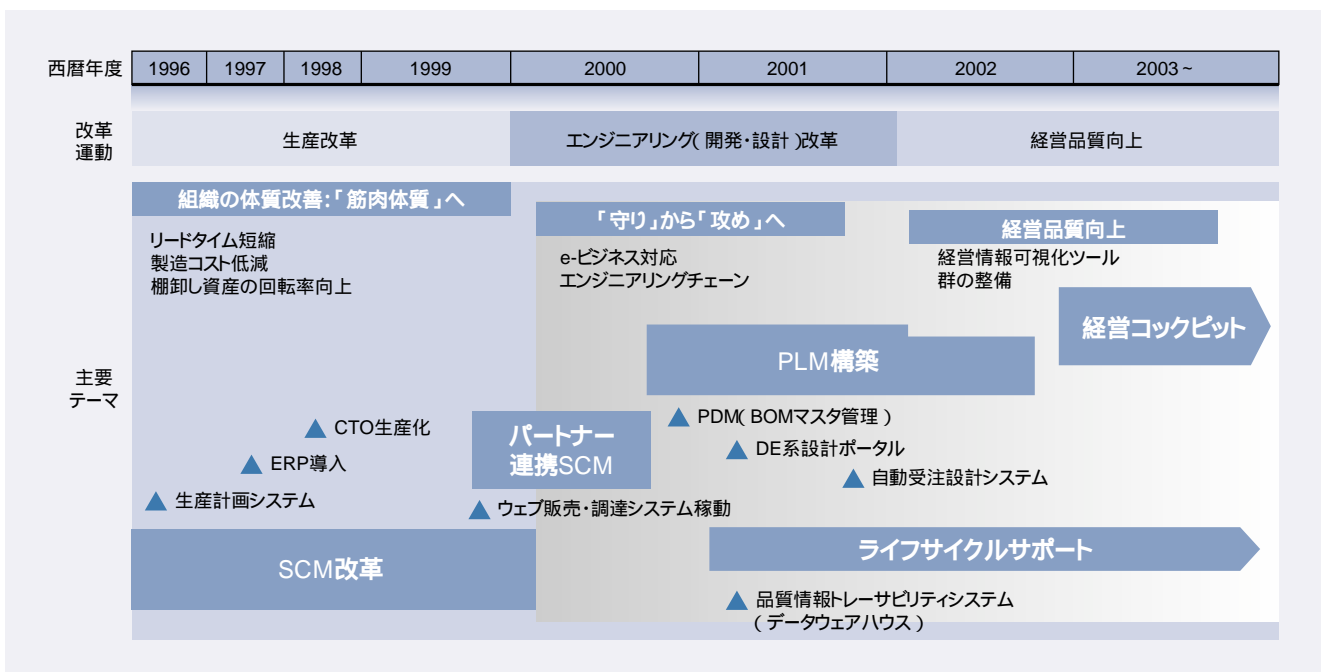 西暦年度 1996 1997 1998 1999 2000 2001 2002 2003~
改革
運動
生産改革 エンジニアリング(開発・設計)改革 経営品質向上
組織の体質改善:「筋肉体質」へ
リードタイム短縮
製造コスト低減
棚卸し資産の回転率向上
「守り」から「攻め」へ
e-ビジネス対応
エンジニアリングチェーン
経営品質向上
経営情報可視化ツール
群の整備
経営コックピット
主要
テーマ
PLM構築
▲ PDM(BOMマスタ管理)
▲ DE系設計ポータル
▲ 自動受注設計システム
▲ CTO生産化
▲ ERP導入
▲ 生産計画システム
パートナー
連携SCM
▲ ウェブ販売・調達システム稼動
SCM改革
ライフサイクルサポート
▲ 品質情報トレーサビリティシステム
(データウェアハウス)